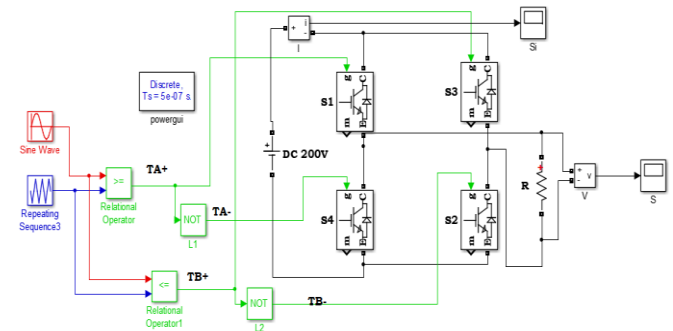 i
+
-
I
Si
g
C
S1
m
E
g
C
S3
m
E
Discrete,
Ts = 5e-07 s.
powergui
Sine Wave
TA+
+
DC 200V
>=
Relational
Operator
Repeating
Sequence3
NOT
TA-
L1
g
C
S4
m
E
g
C
S2
m
E
+
R
+
-
v
V
S
TB+
<=
Relational
Operator1
NOT
TB-
L2